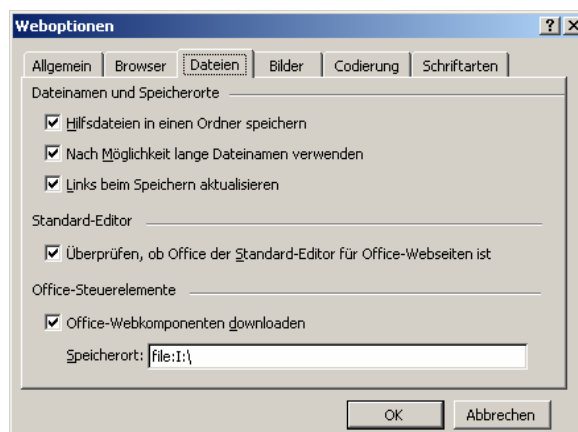 Weboptionen
Allgemein Browser Dateien Bilder Codierung Schriftarten
Dateinamen und Speicherorte
Hilfsdateien in einen Ordner speichern
Nach Möglichkeit lange Dateinamen verwenden
Links beim Speichern aktualisieren
Standard-Editor
Überprüfen, ob Office der Standard-Editor für Office-Webseiten ist
Office-Steuerelemente
Office-Webkomponenten downloaden
Speicherort: file:I:\
OK Abbrechen